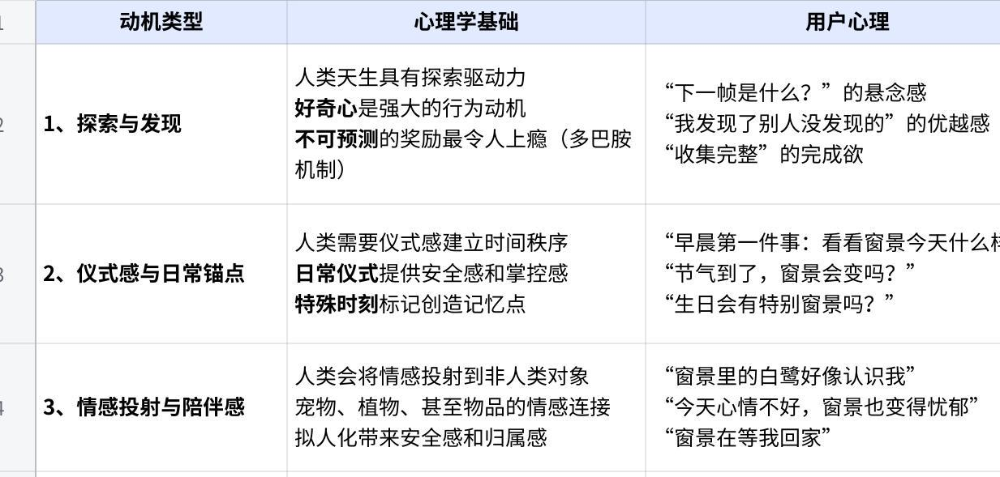 1
动机类型
心理学基础
用户心理
2
1、探索与发现
人类天生具有探索驱动力
好奇心是强大的行为动机
不可预测的奖励最令人上瘾（多巴胺
机制）
“下一帧是什么？”的悬念感
“我发现了别人没发现的”的优越感
“收集完整”的完成欲
3
2、仪式感与日常锚点
人类需要仪式感建立时间秩序
日常仪式提供安全感和掌控感
特殊时刻标记创造记忆点
“早晨第一件事：看看窗景今天什么
“节气到了，窗景会变吗？”
“生日会有特别窗景吗？”
4
3、情感投射与陪伴感
人类会将情感投射到非人类对象
宠物、植物、甚至物品的情感连接
拟人化带来安全感和归属感
“窗景里的白鹭好像认识我”
“今天心情不好，窗景也变得忧郁”
“窗景在等我回家”